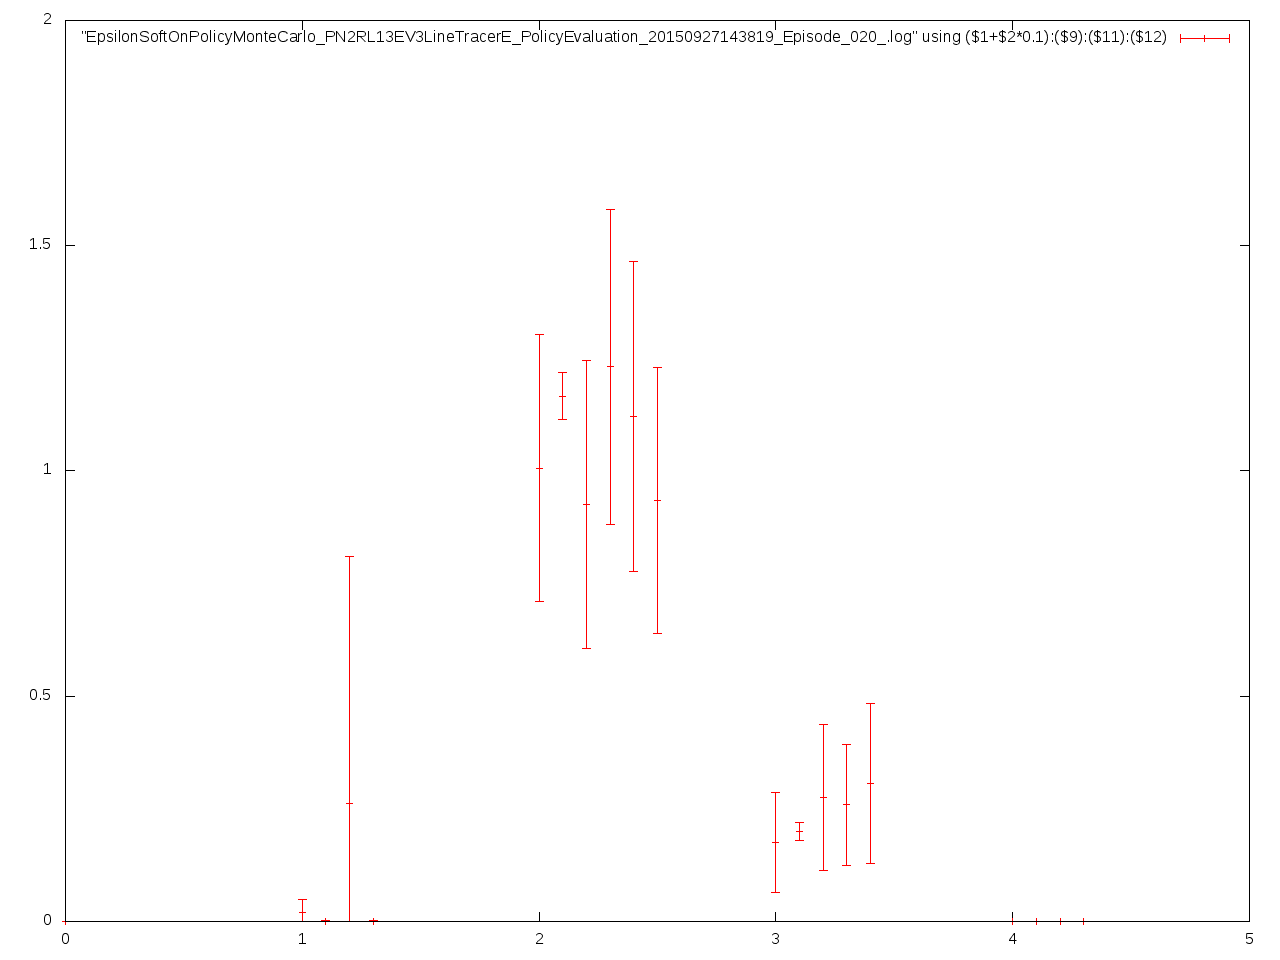 2
"EpsilonSoftOnPolicyMonteCarlo_PN2RL13EV3LineTracerE_PolicyEvaluation_20150927143819_Episode_020_.log" using ($1+$2*0.1):($9):($11):($12)
1.5
1
0.5
0
0 1 2 3 4 5